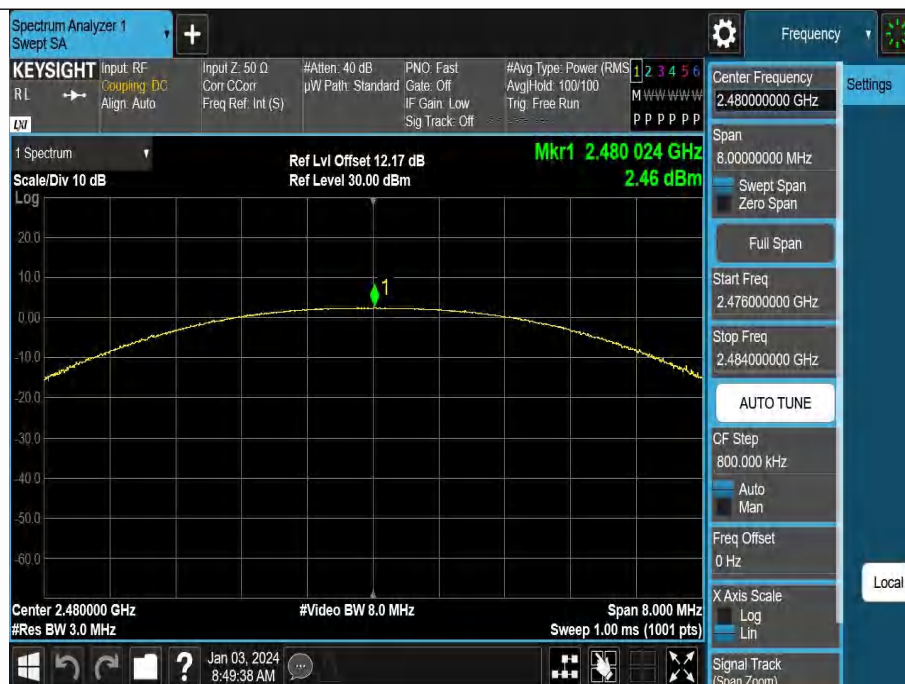 Spectrum Analyzer 1
Swept SA
Frequency
KEYSIGHT
RL
LXI
Input: RF
Coupling: DC
Align: Auto
Input Z: 50 Ω
Corr CCorr
Freq Ref: Int (S)
#Atten: 40 dB
µW Path: Standard
PNO: Fast
Gate: Off
IF Gain: Low
Sig Track: Off
#Avg Type: Power (RMS
Avg|Hold: 100/100
Trig: Free Run
1 2 3 4 5 6
M W W W W W
P P P P P P
1 Spectrum
Scale/Div 10 dB
Ref Lvl Offset 12.17 dB
Ref Level 30.00 dBm
Mkr1 2.480 024 GHz
2.46 dBm
Log
20.0
10.0
0.00
-10.0
-20.0
-30.0
-40.0
-50.0
-60.0
1
Center 2.480000 GHz
#Res BW 3.0 MHz
#Video BW 8.0 MHz
Span 8.000 MHz
Sweep 1.00 ms (1001 pts)
Jan 03, 2024
8:49:38 AM
Center Frequency
2.480000000 GHz
Span
8.00000000 MHz
Swept Span
Zero Span
Full Span
Start Freq
2.476000000 GHz
Stop Freq
2.484000000 GHz
AUTO TUNE
CF Step
800.000 kHz
Auto
Man
Freq Offset
0 Hz
X Axis Scale
Log
Lin
Signal Track
(Span Zoom)
Settings
Local